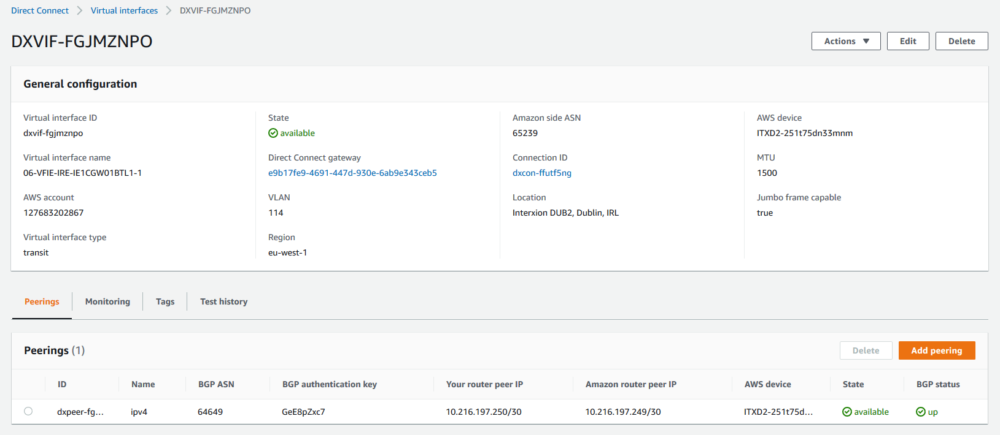 Direct Connect > Virtual interfaces > DXVIF-FGJMZNPO
DXVIF-FGJMZNPO
Actions ▼ Edit Delete
General configuration
Virtual interface ID
dxvif-fgjmznpo
Virtual interface name
06-VFIE-IRE-IE1CGW01BTL1-1
AWS account
127683202867
Virtual interface type
transit
State
available
Direct Connect gateway
e9b17fe9-4691-447d-930e-6ab9e343ceb5
VLAN
114
Region
eu-west-1
Amazon side ASN
65239
Connection ID
dxcon-ffutf5ng
Location
Interxion DUB2, Dublin, IRL
AWS device
ITXD2-251t75dn33mnm
MTU
1500
Jumbo frame capable
true
Peerings Monitoring Tags Test history
Peerings (1) Delete Add peering
ID Name BGP ASN BGP authentication key Your router peer IP Amazon router peer IP AWS device State BGP status
dxpeer-fg... ipv4 64649 GeE8pZxc7 10.216.197.250/30 10.216.197.249/30 ITXD2-251t75d... available up